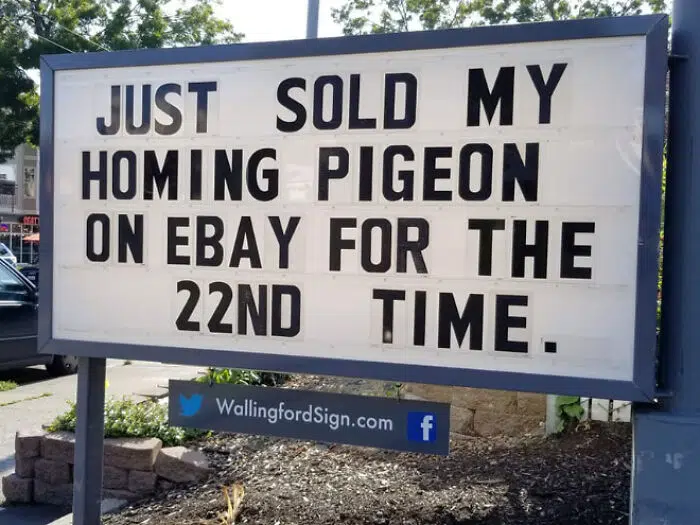 JUST SOLD MY
HOMING PIGEON
ON EBAY FOR THE
22ND TIME.
WallingfordSign.com f